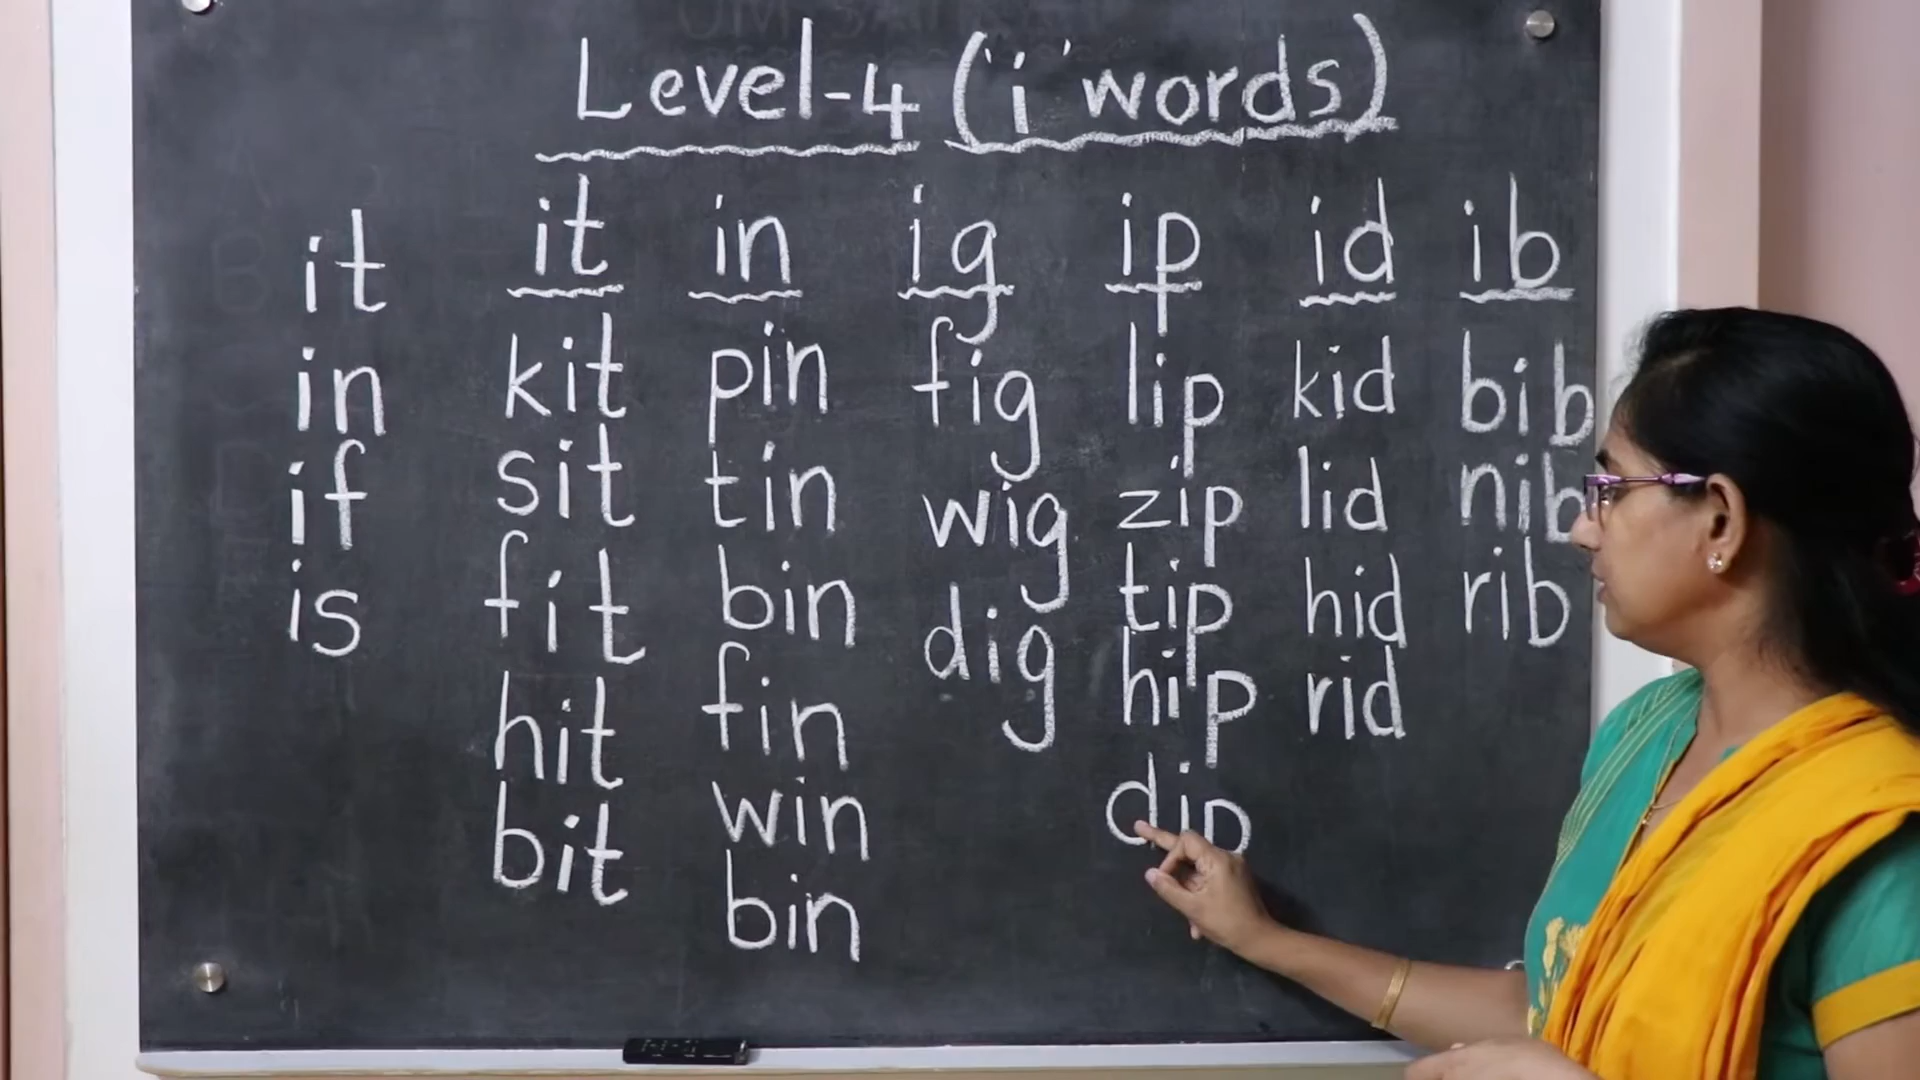 Level-4 ('i' words)
it
in
if
is
it
kit
sit
fit
hit
bit
in
pin
tin
bin
fin
win
bin
ig
fig
wig
dig
ip
lip
zip
tip
hip
dip
id
kid
lid
hid
rid
ib
bib
nib
rib